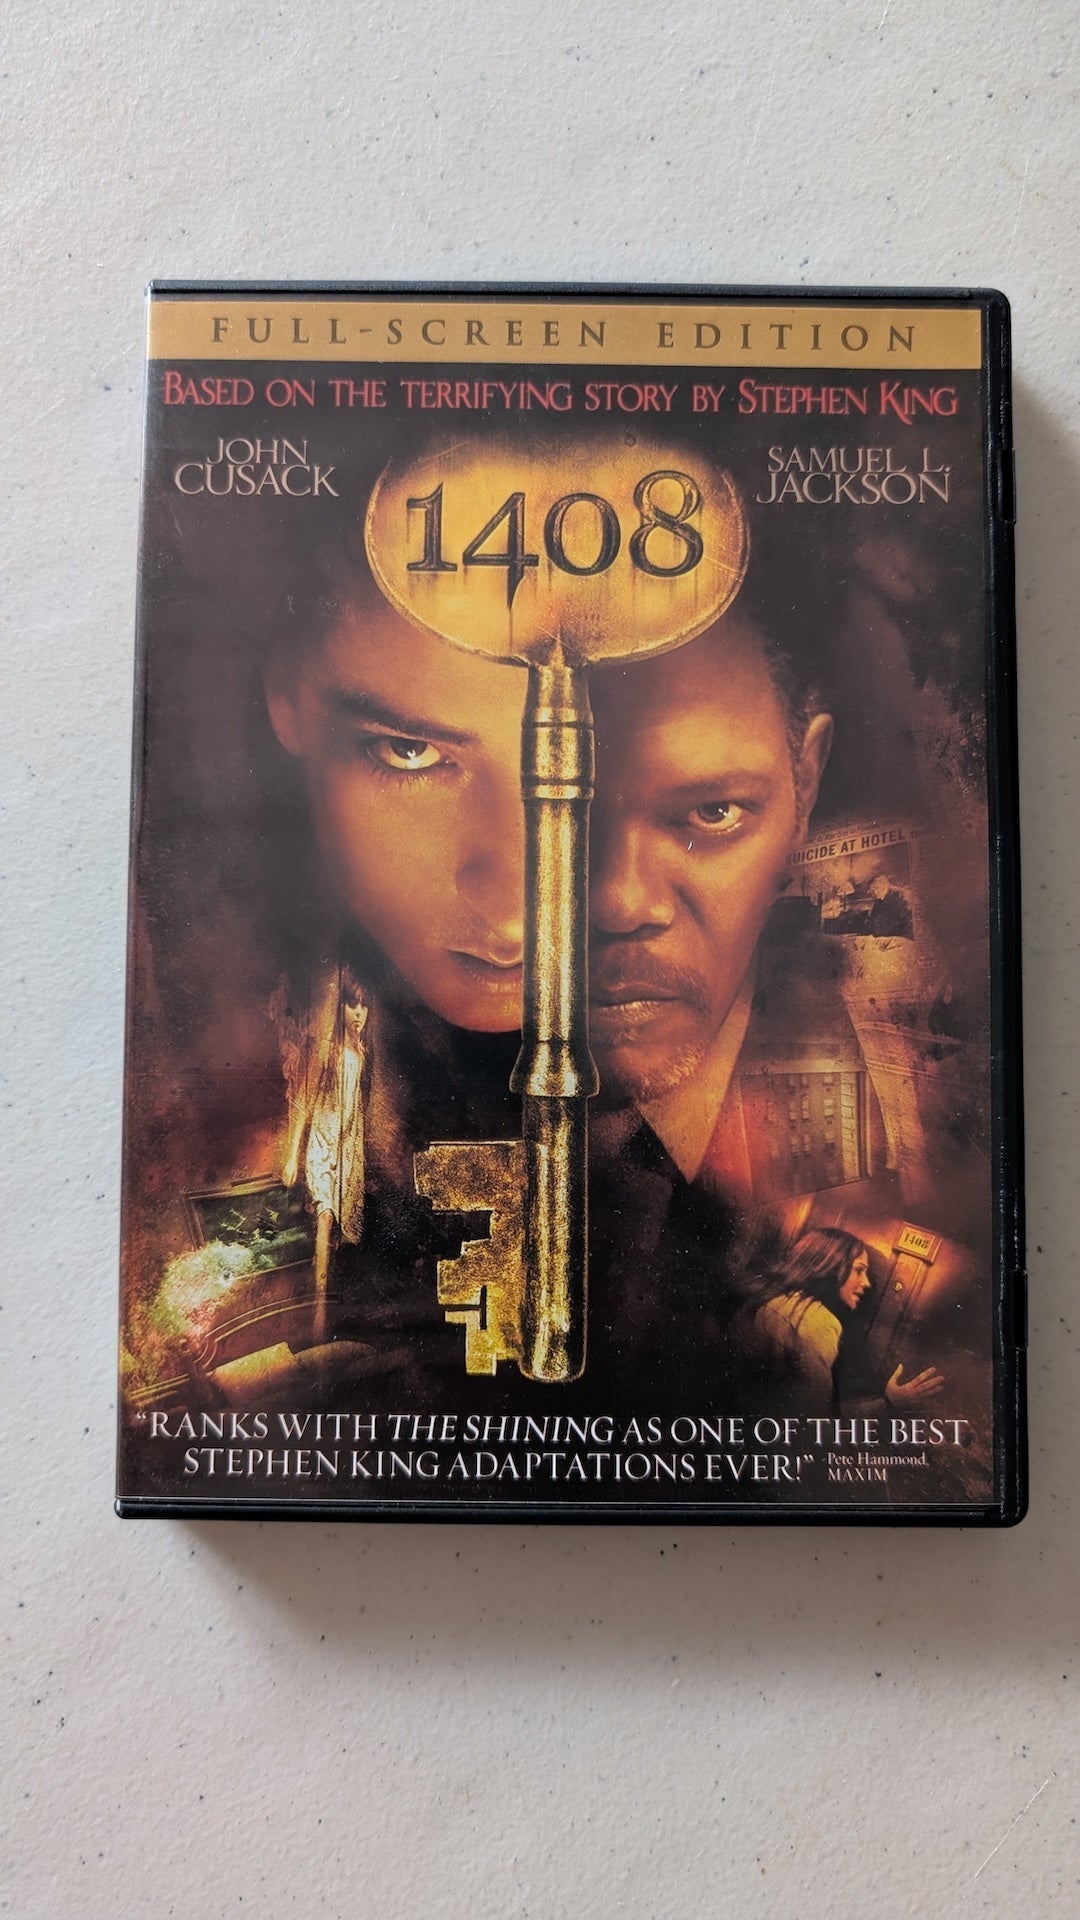 FULL-SCREEN EDITION
BASED ON THE TERRIFYING STORY BY STEPHEN KING
JOHN
CUSACK
SAMUEL L.
JACKSON
1408
SUICIDE AT HOTEL
1408
“RANKS WITH THE SHINING AS ONE OF THE BEST
STEPHEN KING ADAPTATIONS EVER!” -Pete Hammond,
MAXIM